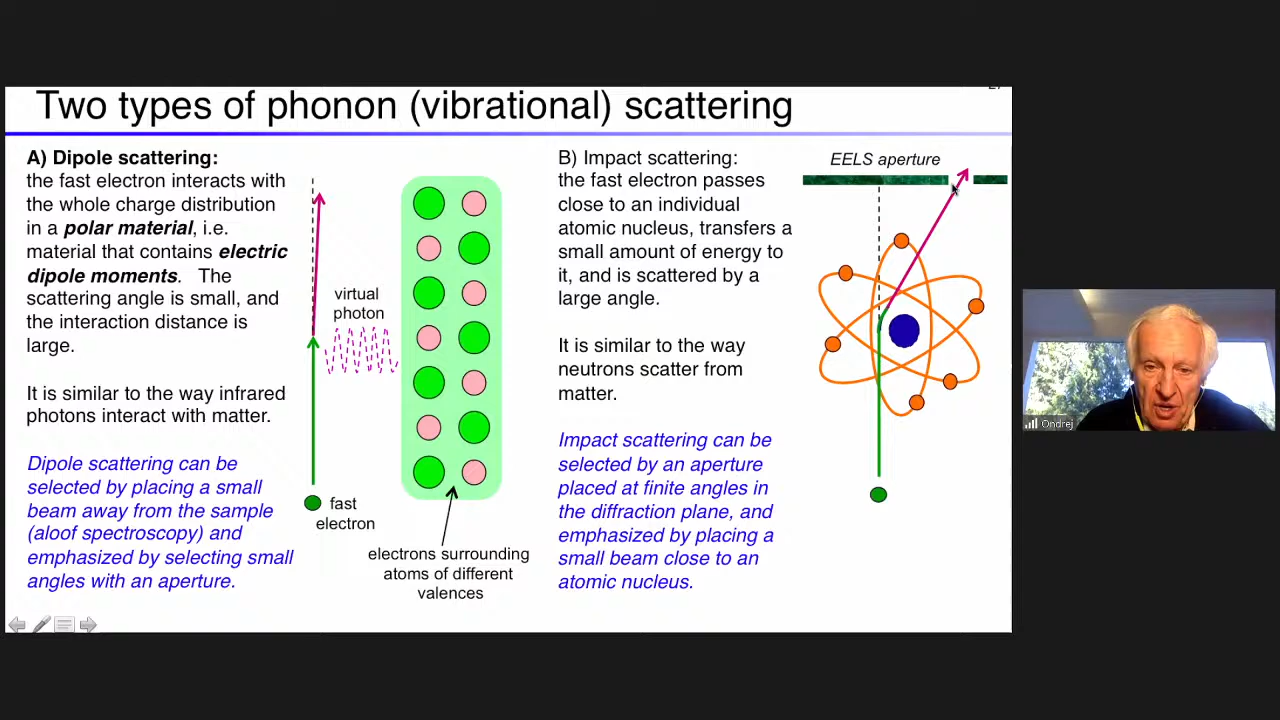 Two types of phonon (vibrational) scattering
A) Dipole scattering:
the fast electron interacts with
the whole charge distribution
in a polar material, i.e.
material that contains electric
dipole moments. The
scattering angle is small, and
the interaction distance is
large.
It is similar to the way infrared
photons interact with matter.
Dipole scattering can be
selected by placing a small
beam away from the sample
(aloof spectroscopy) and
emphasized by selecting small
angles with an aperture.
virtual
photon
fast
electron
electrons surrounding
atoms of different
valences
B) Impact scattering:
the fast electron passes
close to an individual
atomic nucleus, transfers a
small amount of energy to
it, and is scattered by a
large angle.
It is similar to the way
neutrons scatter from
matter.
Impact scattering can be
selected by an aperture
placed at finite angles in
the diffraction plane, and
emphasized by placing a
small beam close to an
atomic nucleus.
EELS aperture
Ondrej